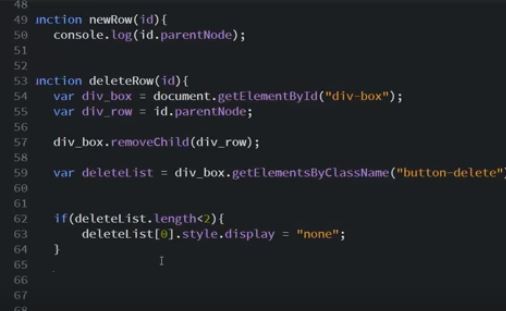 48
49 unction newRow(id){
50 console.log(id.parentNode);
51
52
53 unction deleteRow(id){
54 var div_box = document.getElementById("div-box");
55 var div_row = id.parentNode;
56
57 div_box.removeChild(div_row);
58
59 var deleteList = div_box.getElementsByClassName("button-delete")
60
61
62 if(deleteList.length<2){
63 deleteList[0].style.display = "none";
64 }
65
66
67
68